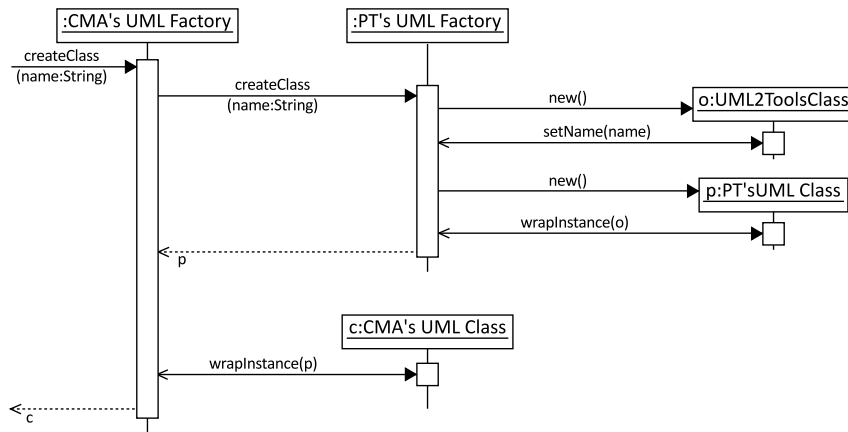 :CMA's UML Factory
:PT's UML Factory
createClass
(name:String)
createClass
(name:String)
new()
o:UML2ToolsClass
setName(name)
new()
p:PT'sUML Class
wrapInstance(o)
p
c:CMA's UML Class
wrapInstance(p)
c